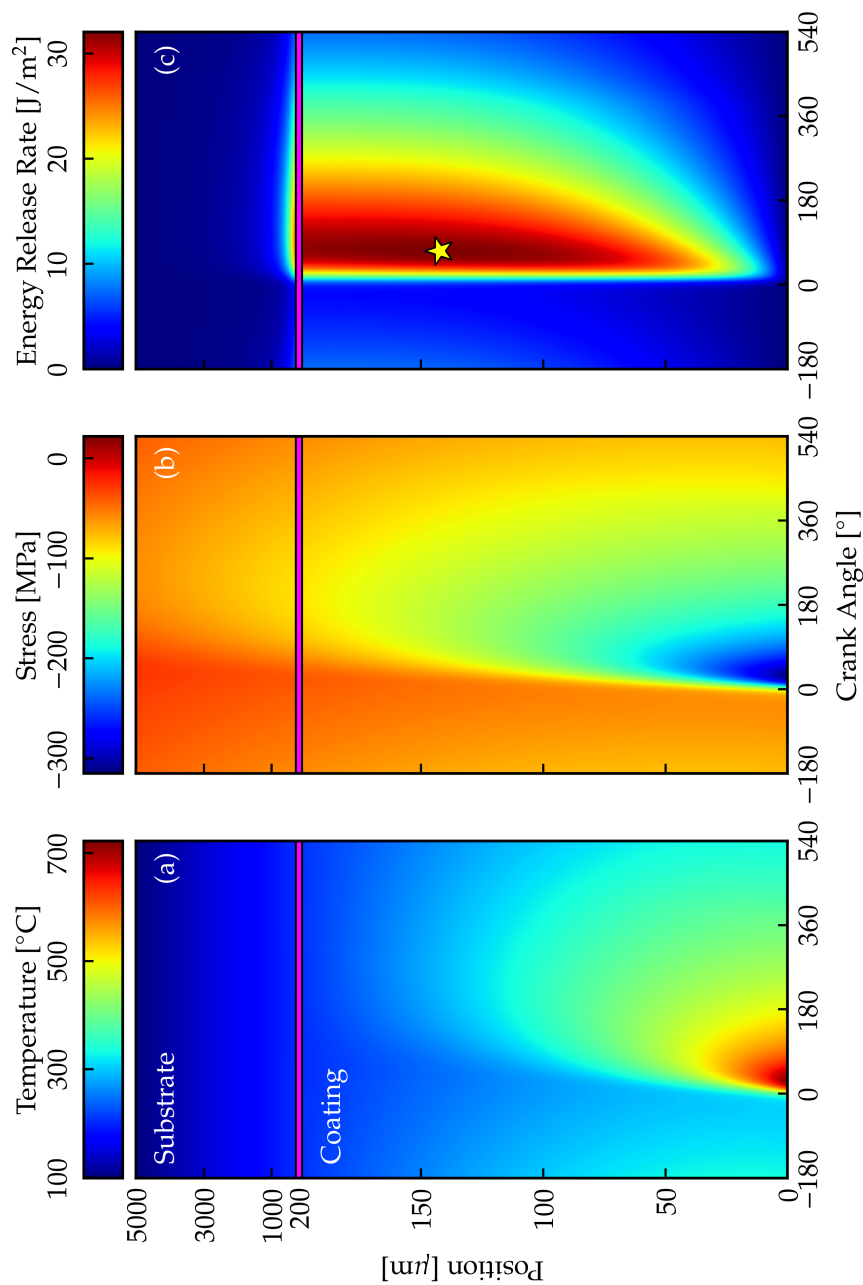 Temperature [°C]
100 300 500 700
Stress [MPa]
−300 −200 −100 0
Energy Release Rate [J/m²]
0 10 20 30
Position [μm]
5000
3000
1000
200
150
100
50
0
Substrate
Coating
(a)
(b)
(c)
−180 0 180 360 540
−180 0 180 360 540
−180 0 180 360 540
Crank Angle [°]